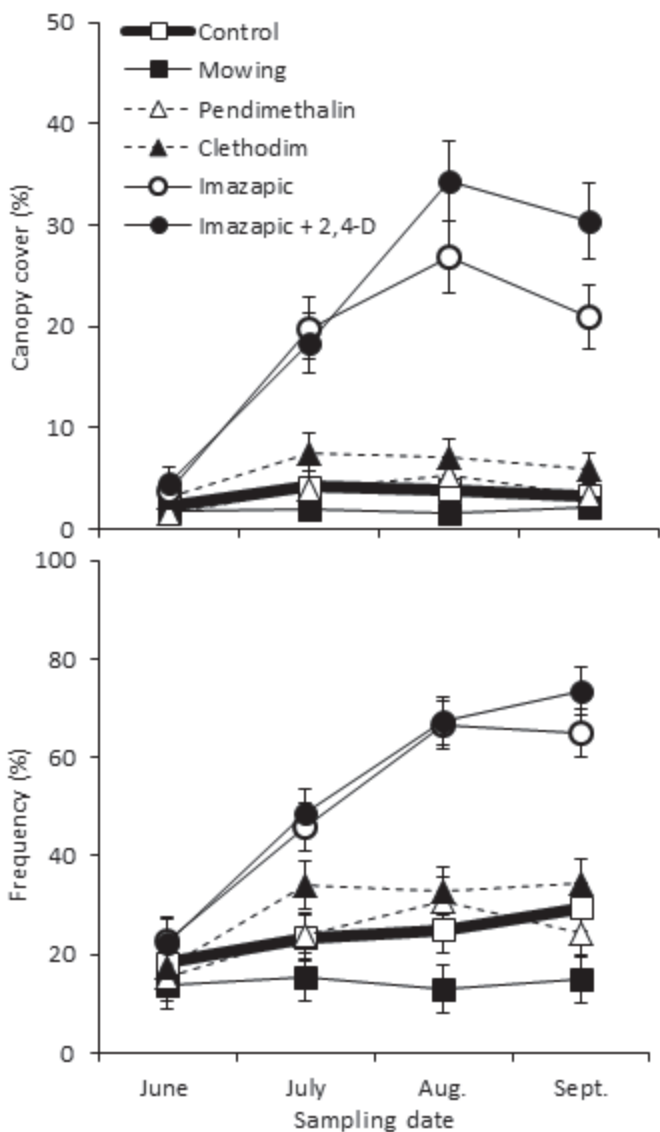 50
40
30
20
10
0
Canopy cover (%)
Control
Mowing
Pendimethalin
Clethodim
Imazapic
Imazapic + 2,4-D
100
80
60
40
20
0
Frequency (%)
June July Aug. Sept.
Sampling date